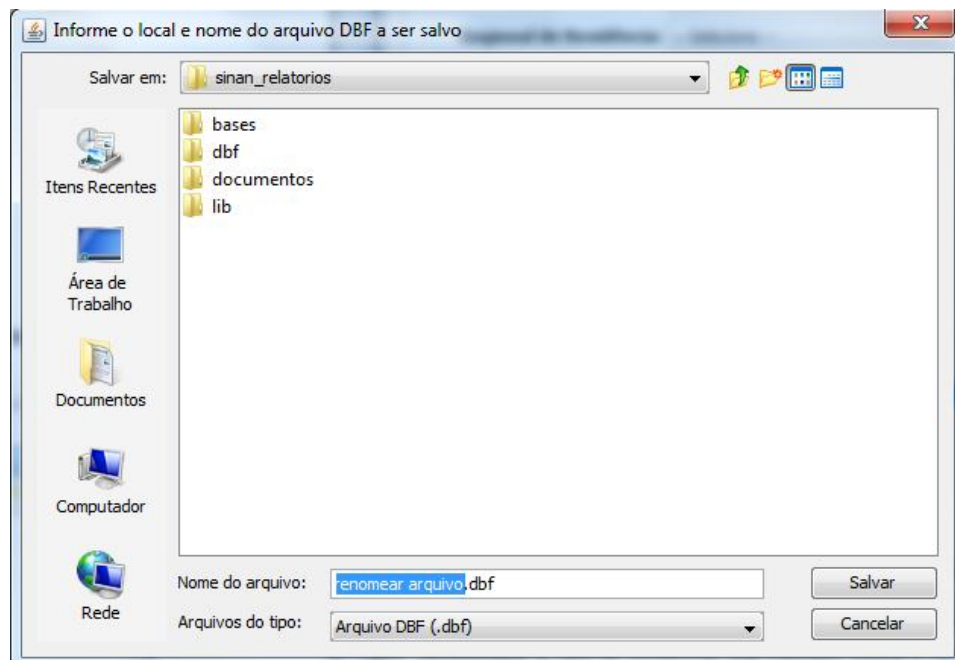 Informe o local e nome do arquivo DBF a ser salvo
Salvar em:
sinan_relatorios
Itens Recentes
Área de
Trabalho
Documentos
Computador
Rede
bases
dbf
documentos
lib
Nome do arquivo:
renomear arquivo.dbf
Salvar
Arquivos do tipo:
Arquivo DBF (.dbf)
Cancelar